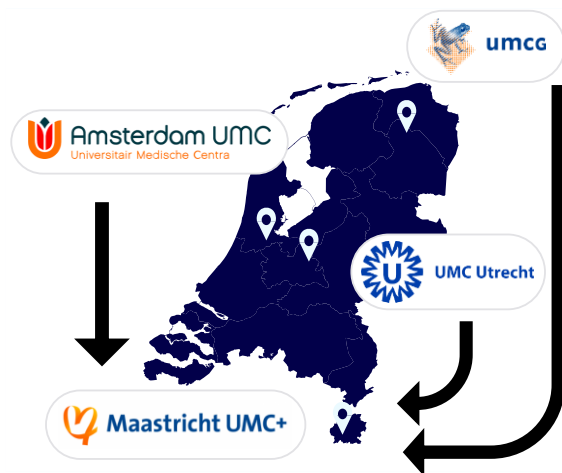 umcG
Amsterdam UMC
Universitair Medische Centra
U
UMC Utrecht
Maastricht UMC+